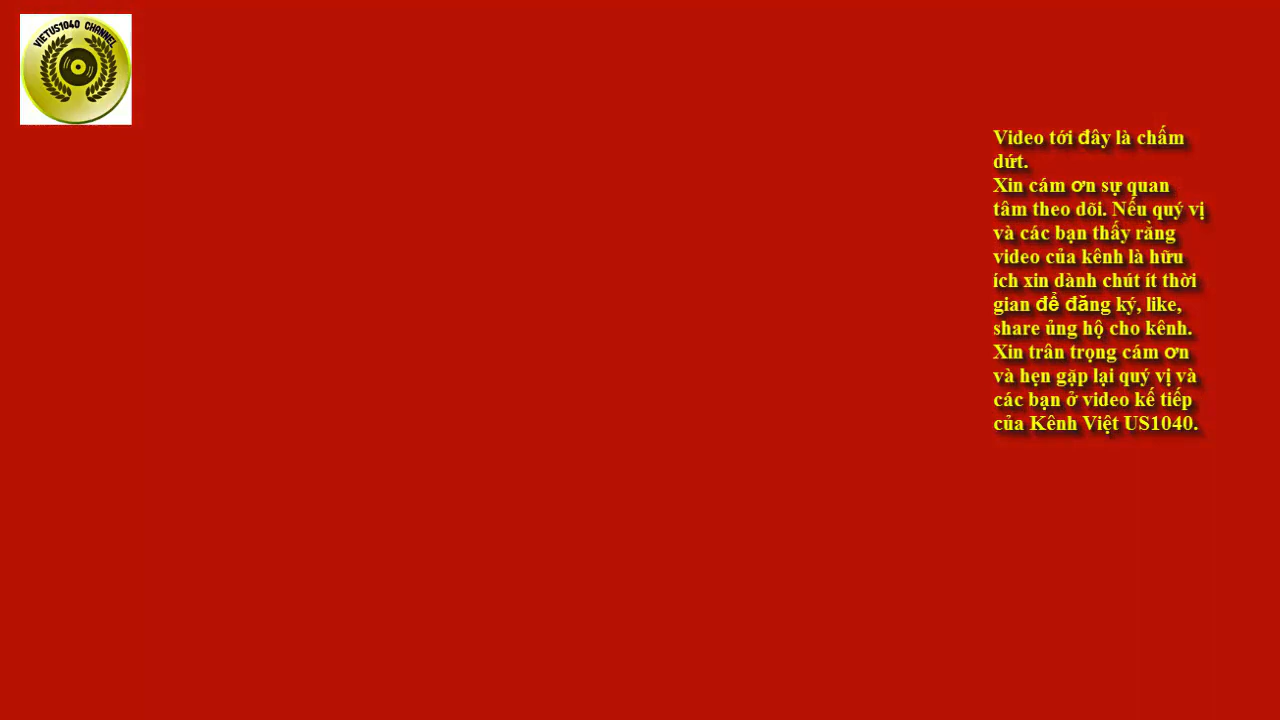 VIETUS1040 CHANNEL
Video tới đây là chấm
dứt.
Xin cám ơn sự quan
tâm theo dõi. Nếu quý vị
và các bạn thấy rằng
video của kênh là hữu
ích xin dành chút ít thời
gian để đăng ký, like,
share ủng hộ cho kênh.
Xin trân trọng cám ơn
và hẹn gặp lại quý vị và
các bạn ở video kế tiếp
của Kênh Việt US1040.